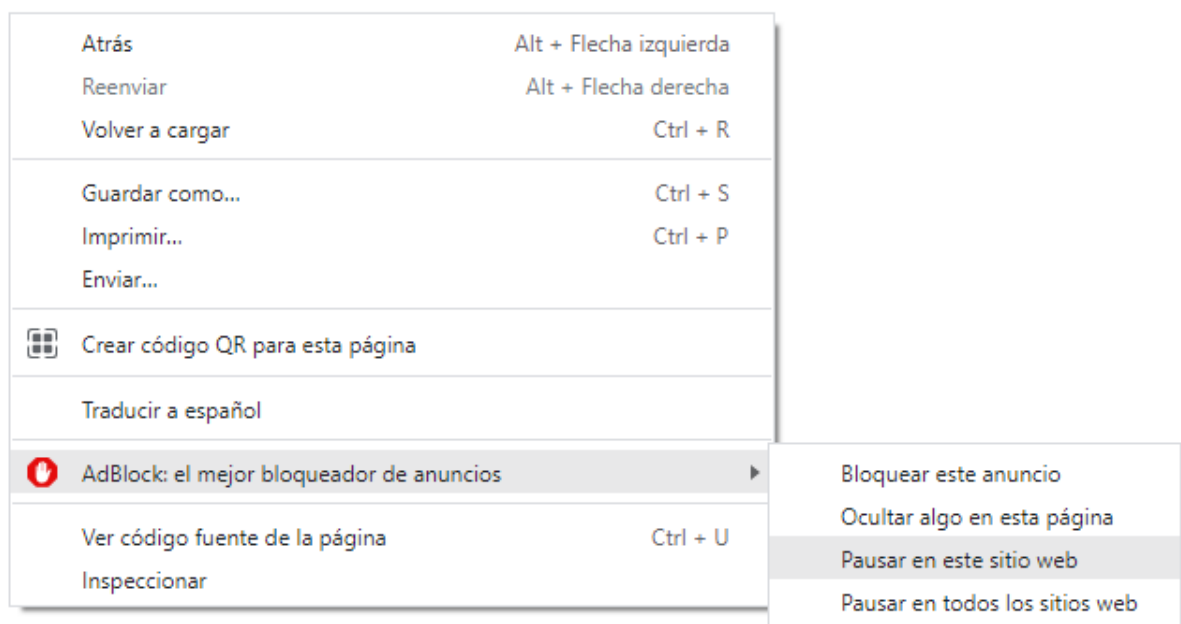 Atrás Alt + Flecha izquierda
Reenviar Alt + Flecha derecha
Volver a cargar Ctrl + R
Guardar como... Ctrl + S
Imprimir... Ctrl + P
Enviar...
Crear código QR para esta página
Traducir a español
AdBlock: el mejor bloqueador de anuncios
Bloquear este anuncio
Ocultar algo en esta página
Pausar en este sitio web
Pausar en todos los sitios web
Ver código fuente de la página Ctrl + U
Inspeccionar